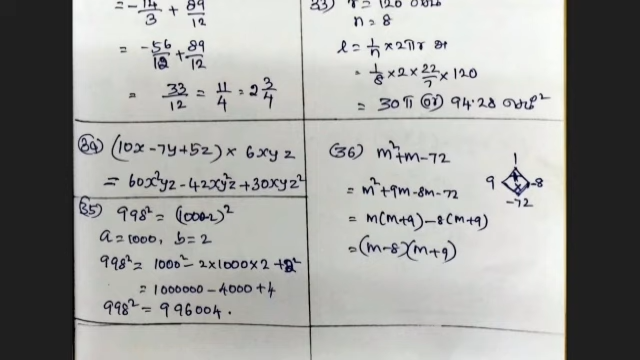 = -14/3 + 89/12
= -56/12 + 89/12
= 33/12 = 11/4 = 2 3/4
33) r = 120
n = 8
l = 1/n × 2πr
= 1/8 × 2 × 22/7 × 120
= 30π (or) 94.28
34) (10x - 7y + 5z) × 6xyz
= 60x²yz - 42xy²z + 30xyz²
35) 998² = (1000-2)²
a = 1000, b = 2
998² = 1000² - 2×1000×2 + 2²
= 1000000 - 4000 + 4
998² = 996004.
(36) m² + m - 72
= m² + 9m - 8m - 72
= m(m+9) - 8(m+9)
= (m-8)(m+9)
1
9 -8
-72